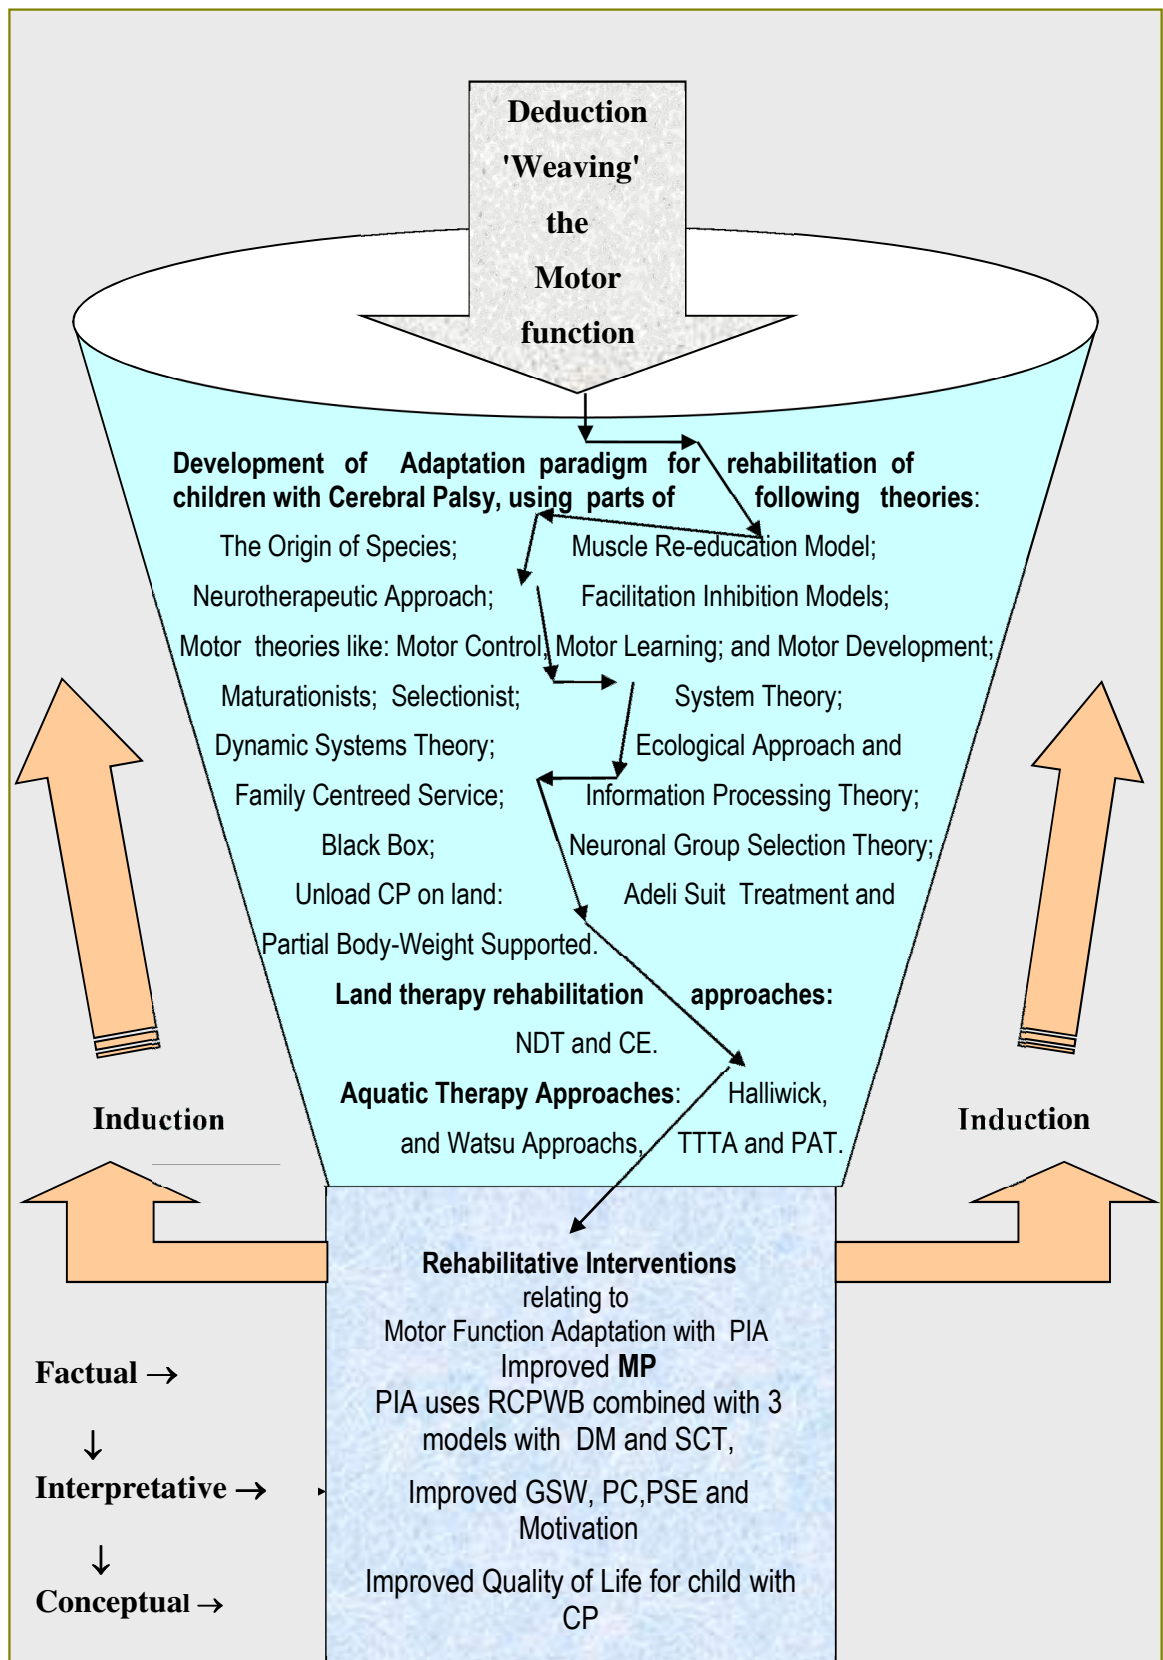 Deduction
'Weaving'
the
Motor
function
Development of Adaptation paradigm for rehabilitation of
children with Cerebral Palsy, using parts of following theories:
The Origin of Species; Muscle Re-education Model;
Neurotherapeutic Approach; Facilitation Inhibition Models;
Motor theories like: Motor Control, Motor Learning; and Motor Development;
Maturationists; Selectionist; System Theory;
Dynamic Systems Theory; Ecological Approach and
Family Centreed Service; Information Processing Theory;
Black Box; Neuronal Group Selection Theory;
Unload CP on land: Adeli Suit Treatment and
Partial Body-Weight Supported.
Land therapy rehabilitation approaches:
NDT and CE.
Aquatic Therapy Approaches: Halliwick,
and Watsu Approachs, TTTA and PAT.
Induction
Induction
Rehabilitative Interventions
relating to
Motor Function Adaptation with PIA
Improved MP
PIA uses RCPWB combined with 3
models with DM and SCT,
Improved GSW, PC,PSE and
Motivation
Improved Quality of Life for child with
CP
Factual →
↓
Interpretative →
↓
Conceptual →